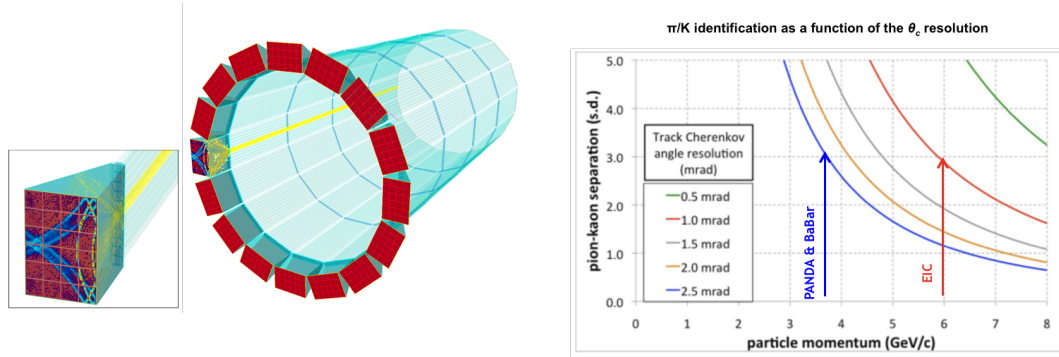 π/K identification as a function of the θc resolution
pion-kaon separation (s.d.)
5.0
4.0
3.0
2.0
1.0
0.0
Track Cherenkov
angle resolution
(mrad)
0.5 mrad
1.0 mrad
1.5 mrad
2.0 mrad
2.5 mrad
PANDA & BaBar
EIC
0 1 2 3 4 5 6 7 8
particle momentum (GeV/c)